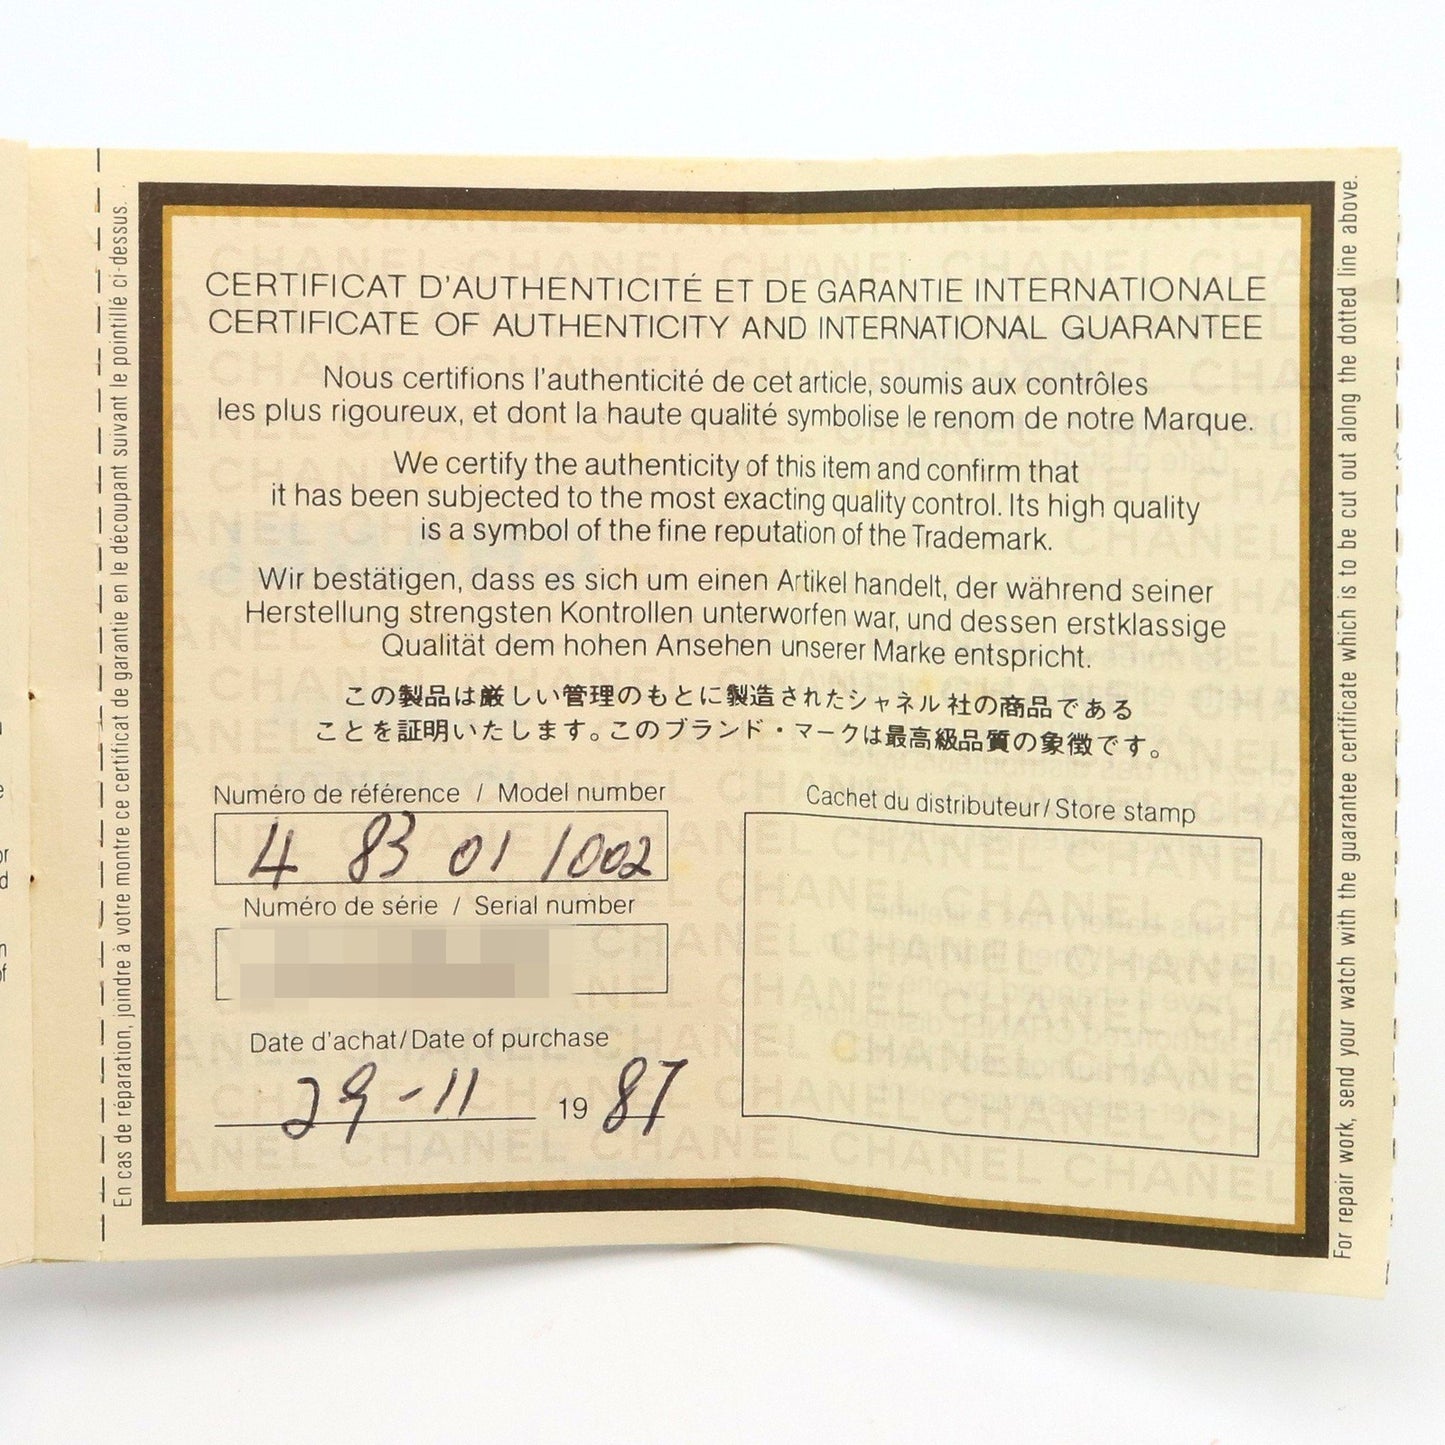 En cas de réparation, joindre à votre montre ce certificat de garantie en le découpant suivant le pointillé ci-dessus.
CERTIFICAT D'AUTHENTICITÉ ET DE GARANTIE INTERNATIONALE
CERTIFICATE OF AUTHENTICITY AND INTERNATIONAL GUARANTEE
Nous certifions l'authenticité de cet article, soumis aux contrôles
les plus rigoureux, et dont la haute qualité symbolise le renom de notre Marque.
We certify the authenticity of this item and confirm that
it has been subjected to the most exacting quality control. Its high quality
is a symbol of the fine reputation of the Trademark.
Wir bestätigen, dass es sich um einen Artikel handelt, der während seiner
Herstellung strengsten Kontrollen unterworfen war, und dessen erstklassige
Qualität dem hohen Ansehen unserer Marke entspricht.
この製品は厳しい管理のもとに製造されたシャネル社の商品である
ことを証明いたします。このブランド・マークは最高級品質の象徴です。
Numéro de référence / Model number
4 83 01 1002
Numéro de série / Serial number
Date d'achat/Date of purchase
29-11 1987
Cachet du distributeur/Store stamp
For repair work, send your watch with the guarantee certificate which is to be cut out along the dotted line above.